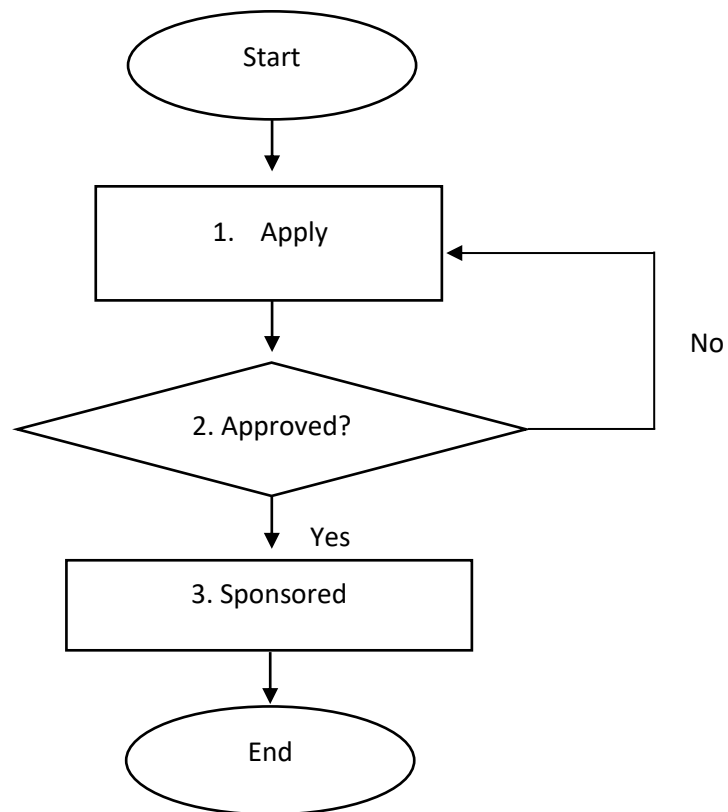 Start
1. Apply
No
2. Approved?
Yes
3. Sponsored
End